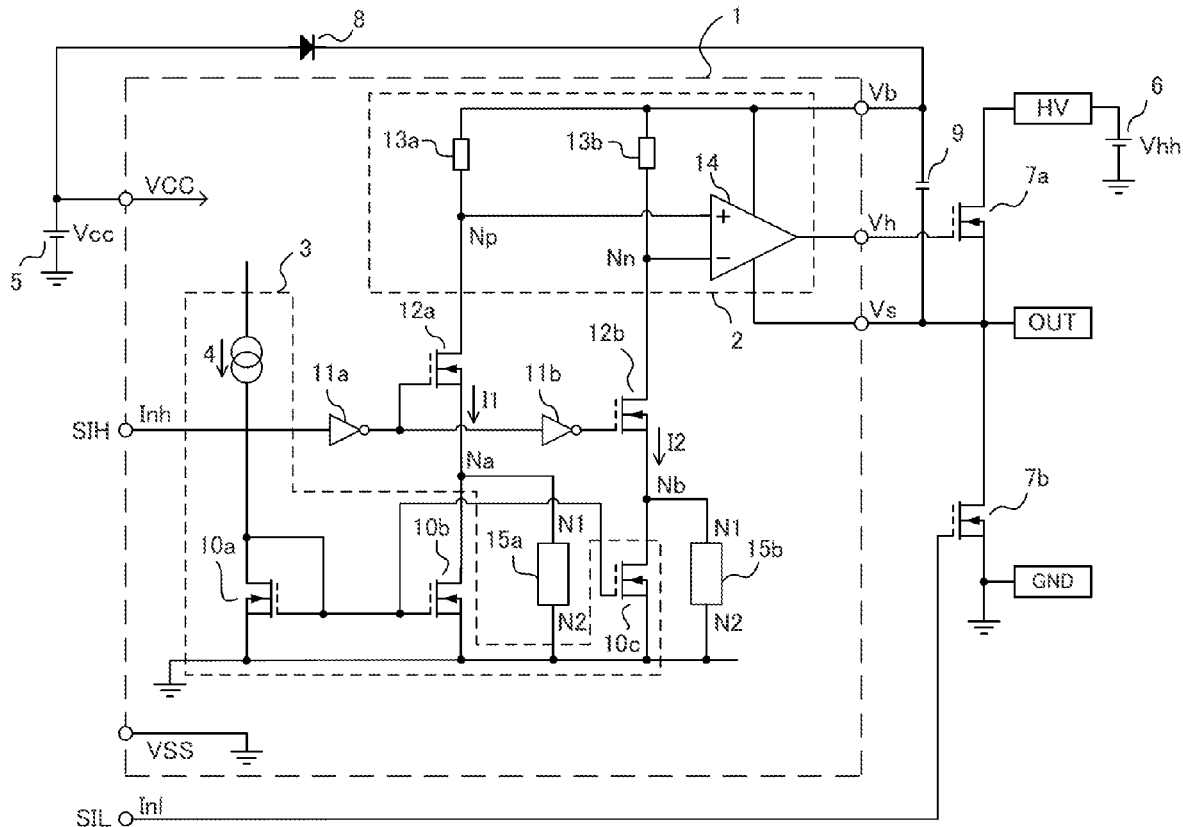 8
1
Vb
HV
6
13a
13b
9
Vhh
14
7a
VCC
+
Vcc
Np
Vh
5
3
Nn
−
Vs
OUT
12a
2
4
12b
11a
11b
I1
Inh
SIH
I2
Na
Nb
7b
10a
10b
15a
N1
N1
15b
GND
N2
N2
10c
VSS
SIL
Inl